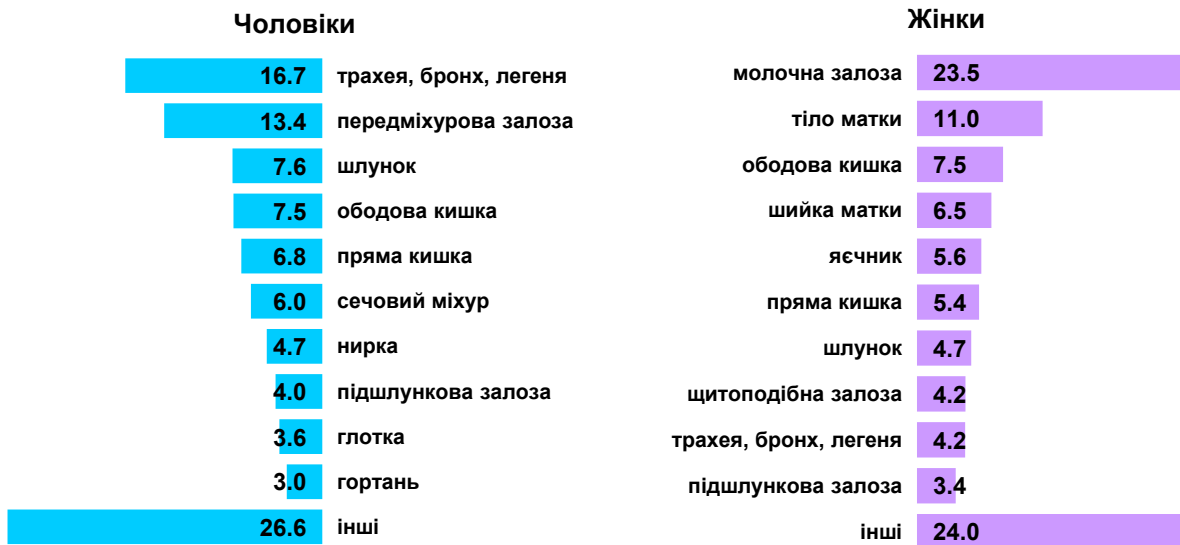 Чоловіки
16.7 трахея, бронх, легеня
13.4 передміхурова залоза
7.6 шлунок
7.5 ободова кишка
6.8 пряма кишка
6.0 сечовий міхур
4.7 нирка
4.0 підшлункова залоза
3.6 глотка
3.0 гортань
26.6 інші
Жінки
молочна залоза 23.5
тіло матки 11.0
ободова кишка 7.5
шийка матки 6.5
яєчник 5.6
пряма кишка 5.4
шлунок 4.7
щитоподібна залоза 4.2
трахея, бронх, легеня 4.2
підшлункова залоза 3.4
інші 24.0